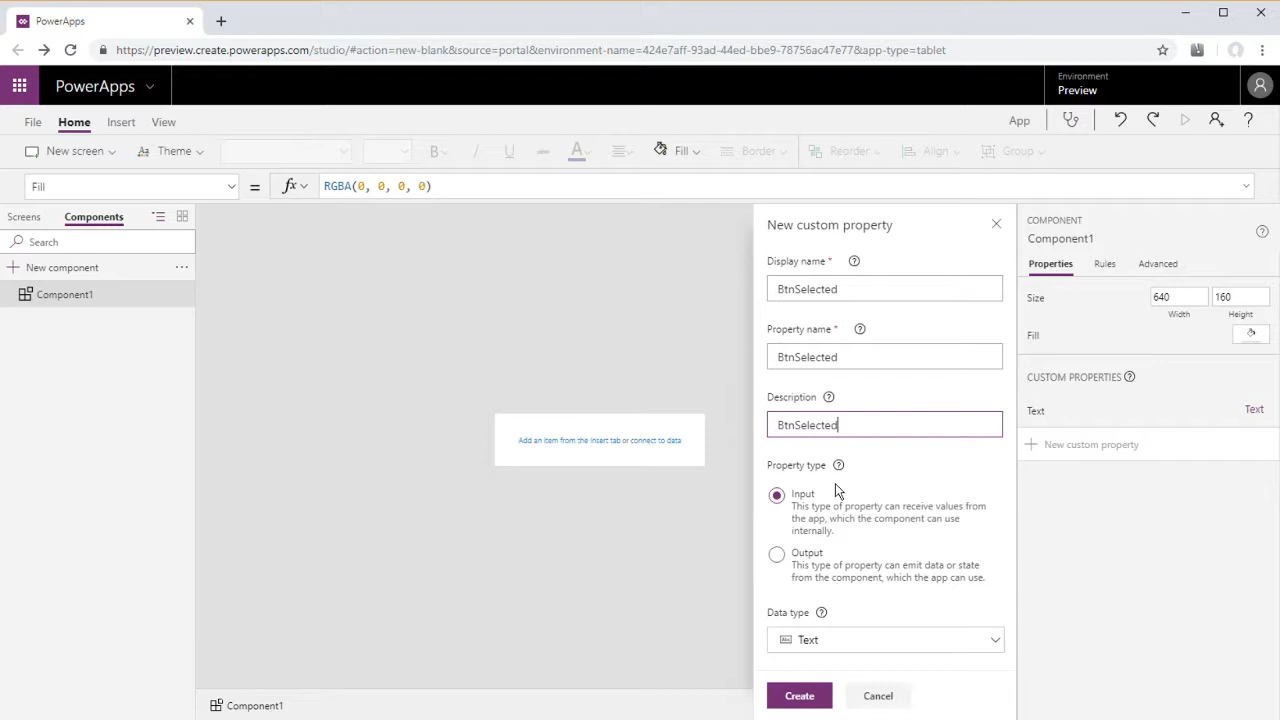 PowerApps
https://preview.create.powerapps.com/studio/#action=new-blank&source=portal&environment-name=424e7aff-93ad-44ed-bbe9-78756ac47e77&app-type=tablet
PowerApps
Environment
Preview
File Home Insert View
App
New screen Theme
B / U
A
Fill Border Reorder Align Group
Fill = fx RGBA(0, 0, 0, 0)
Screens Components
Search
New component
Component1
Add an item from the Insert tab or connect to data
Component1
New custom property
Display name *
BtnSelected
Property name *
BtnSelected
Description
BtnSelected
Property type
Input
This type of property can receive values from
the app, which the component can use
internally.
Output
This type of property can emit data or state
from the component, which the app can use.
Data type
Abc Text
Create Cancel
COMPONENT
Component1
Properties Rules Advanced
Size 640 160
Width Height
Fill
CUSTOM PROPERTIES
Text Text
New custom property